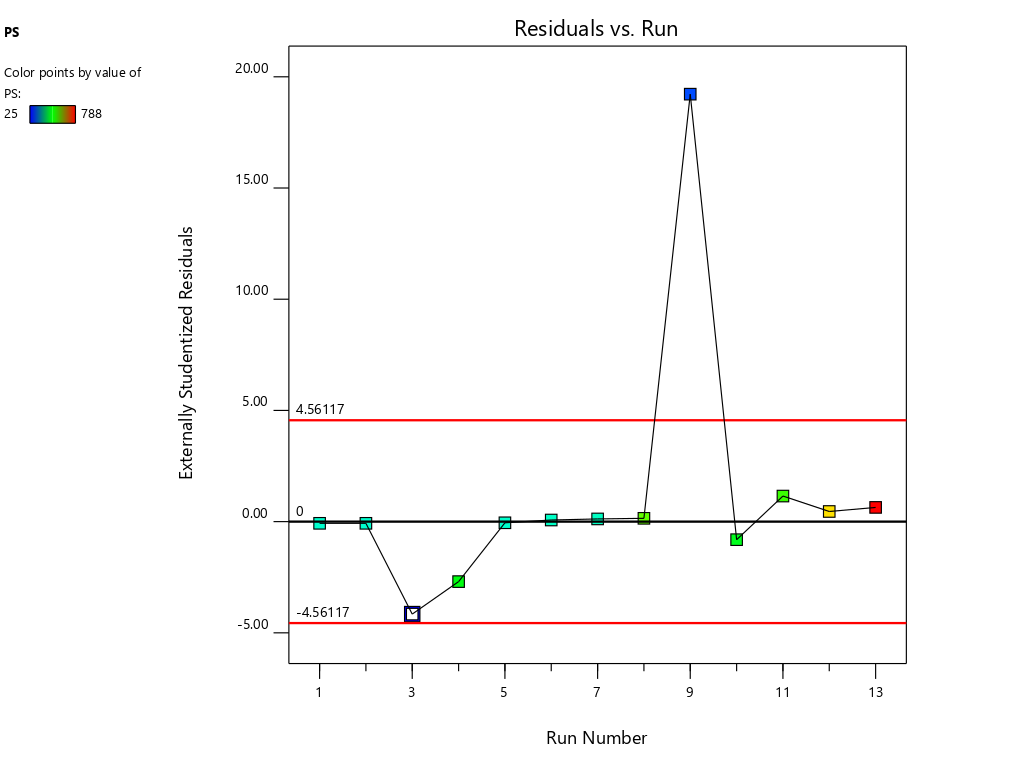 PS
Color points by value of
PS:
25 788
Residuals vs. Run
Externally Studentized Residuals
20.00
15.00
10.00
5.00
0.00
-5.00
4.56117
0
-4.56117
1 3 5 7 9 11 13
Run Number